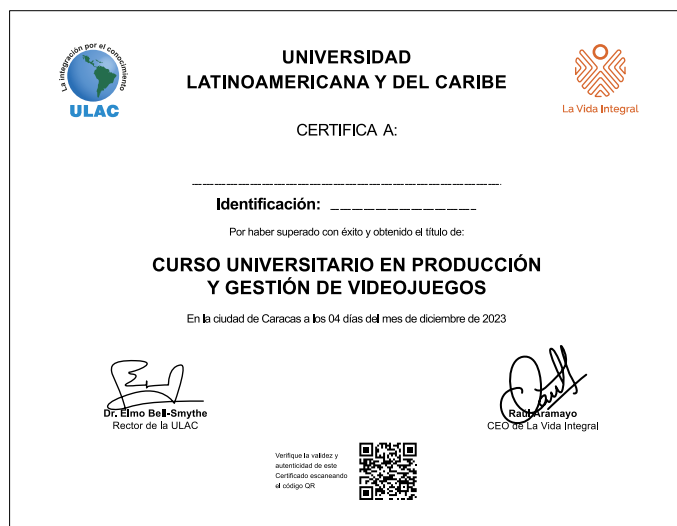 La integración por el conocimiento
ULAC
UNIVERSIDAD
LATINOAMERICANA Y DEL CARIBE
La Vida Integral
CERTIFICA A:
Identificación:
Por haber superado con éxito y obtenido el título de:
CURSO UNIVERSITARIO EN PRODUCCIÓN
Y GESTIÓN DE VIDEOJUEGOS
En la ciudad de Caracas a los 04 días del mes de diciembre de 2023
Dr. Elmo Bell-Smythe
Rector de la ULAC
Raúl Aramayo
CEO de La Vida Integral
Verifique la validez y
autenticidad de este
Certificado escaneando
el código QR